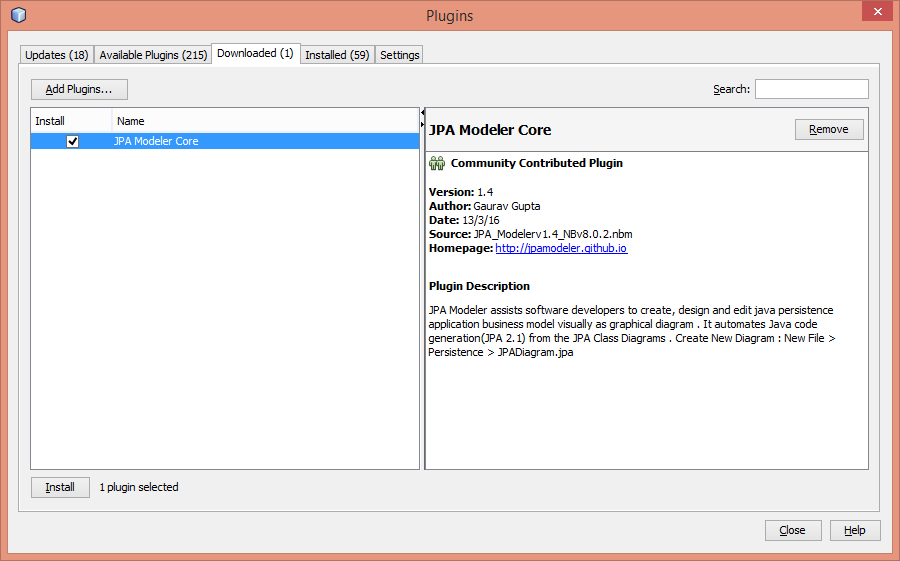 Plugins
Updates (18) Available Plugins (215) Downloaded (1) Installed (59) Settings
Add Plugins...
Search:
Install Name
JPA Modeler Core
JPA Modeler Core
Remove
Community Contributed Plugin
Version: 1.4
Author: Gaurav Gupta
Date: 13/3/16
Source: JPA_Modelerv1.4_NBv8.0.2.nbm
Homepage: http://jpamodeler.github.io
Plugin Description
JPA Modeler assists software developers to create, design and edit java persistence
application business model visually as graphical diagram . It automates Java code
generation(JPA 2.1) from the JPA Class Diagrams . Create New Diagram : New File >
Persistence > JPADiagram.jpa
Install 1 plugin selected
Close Help